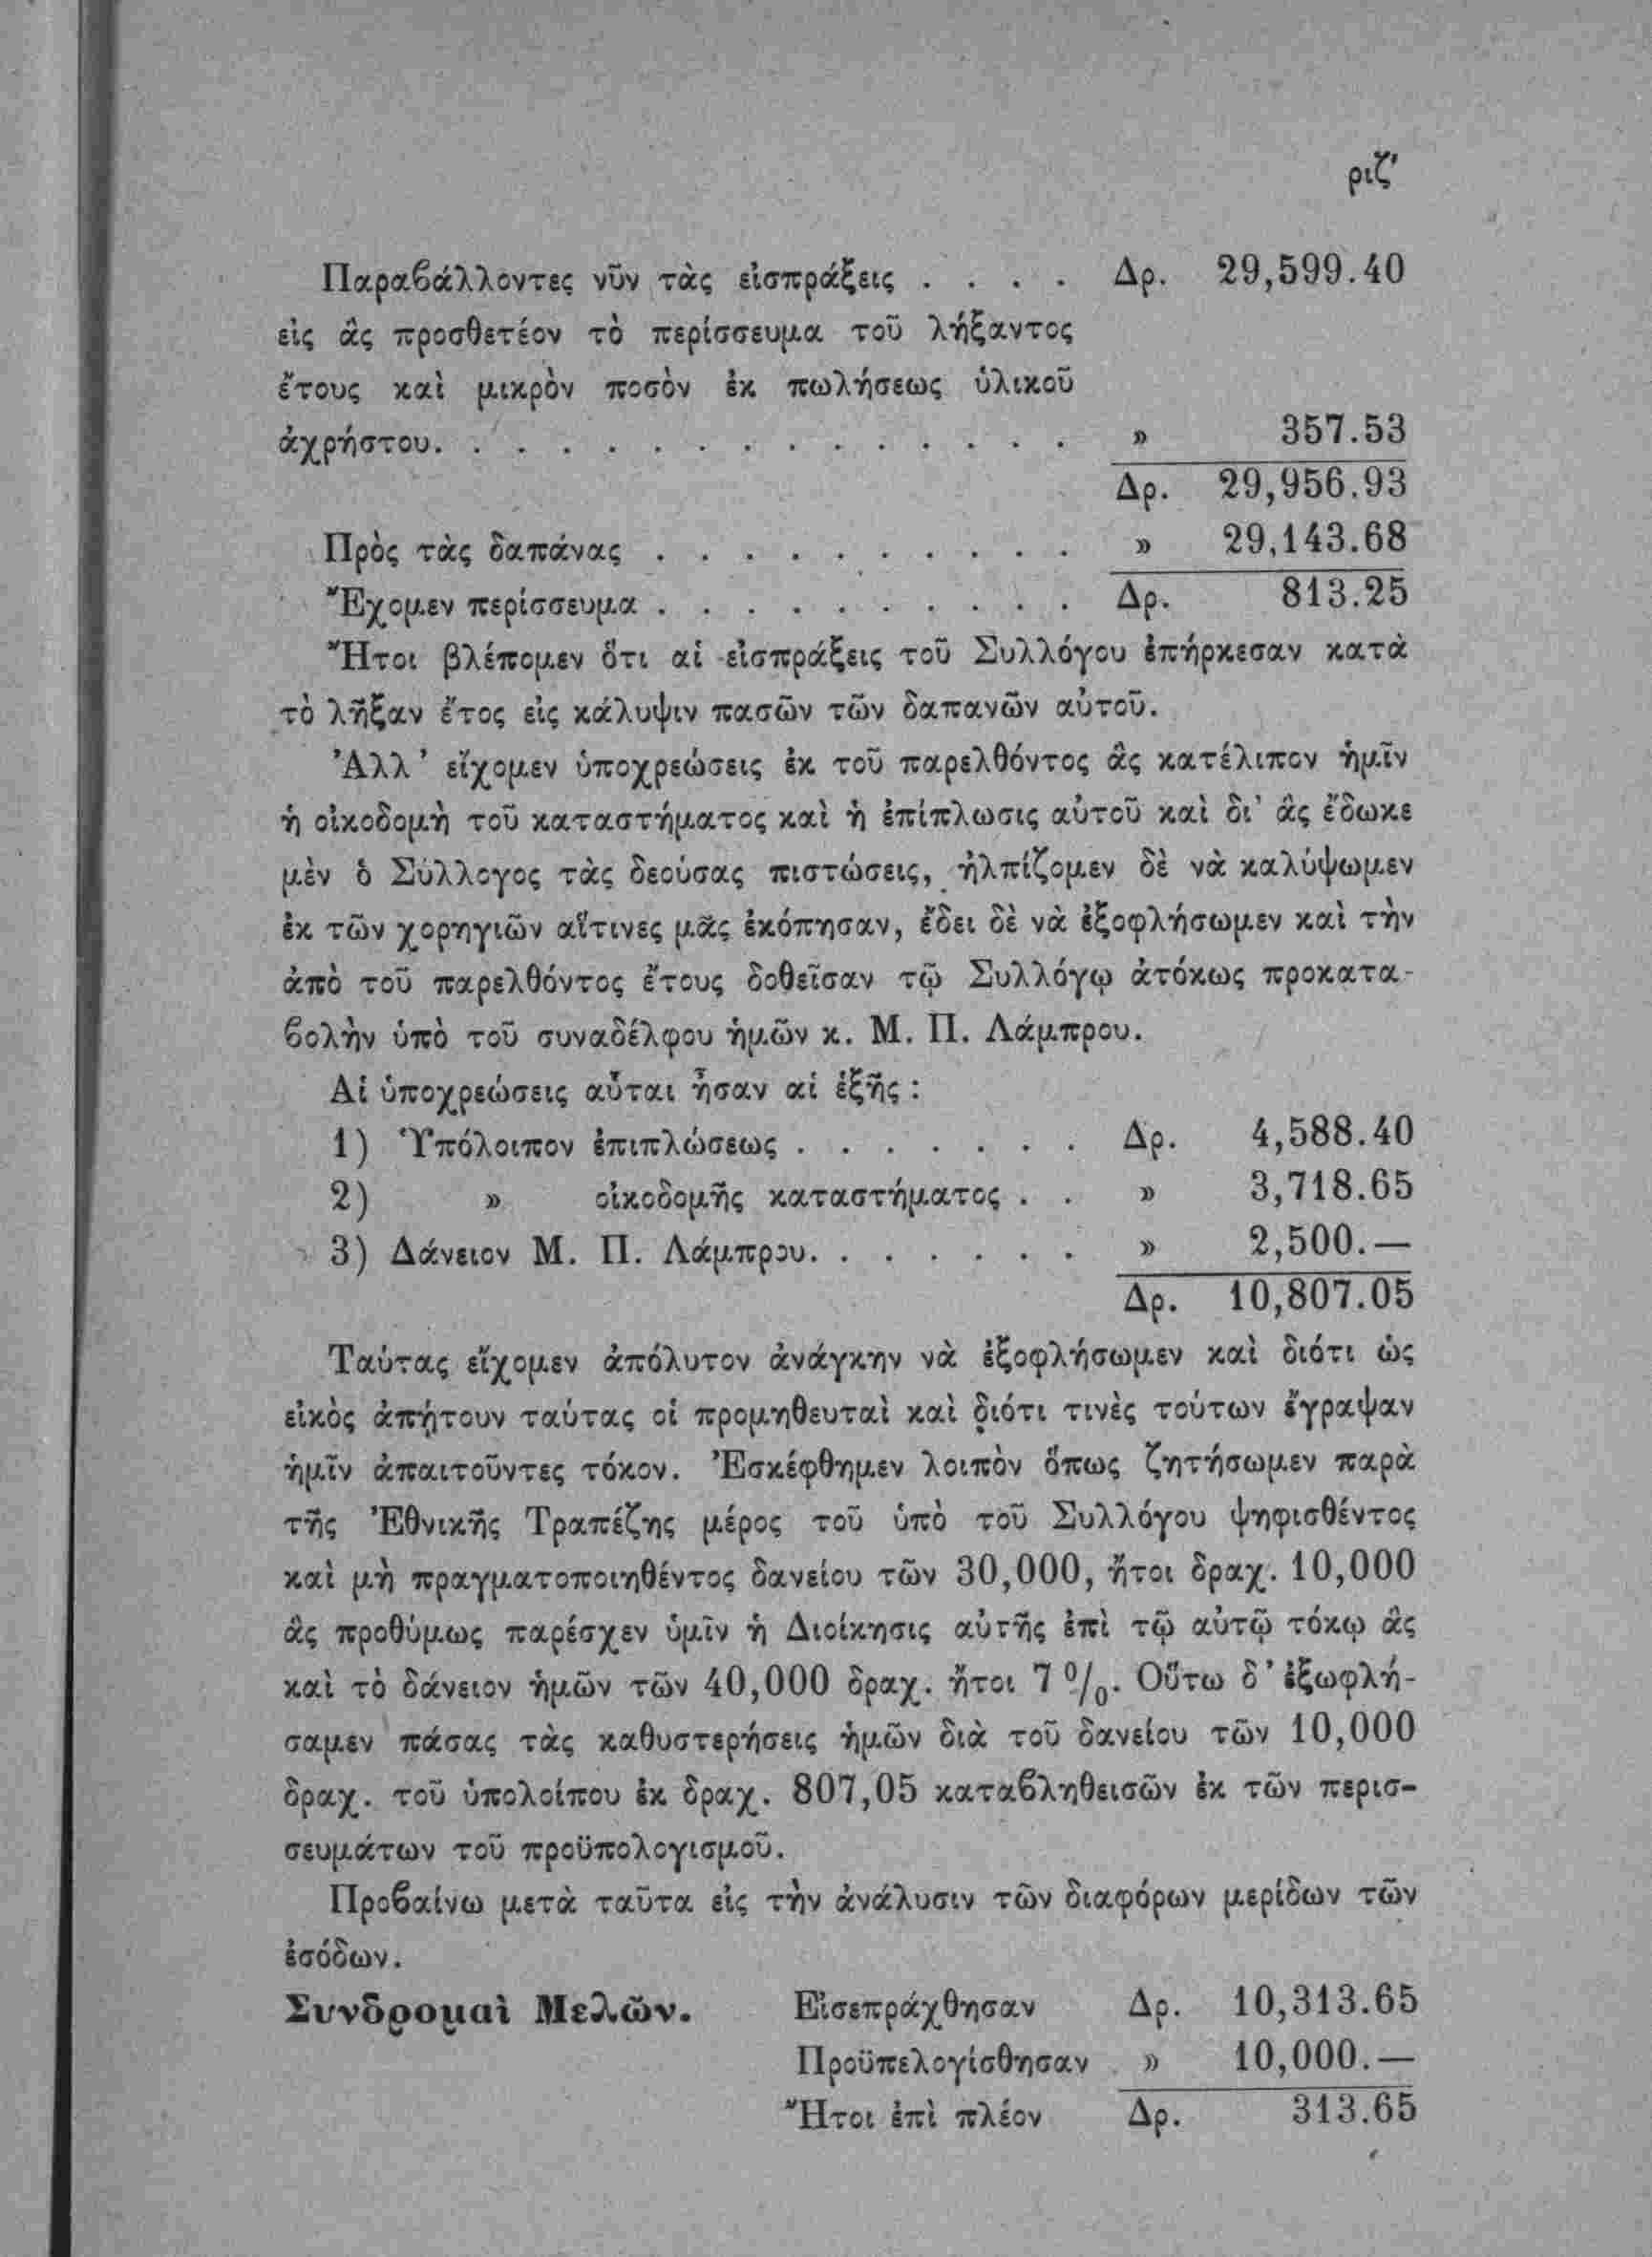 ριζ'
Παραβάλλοντες νῦν τὰς εἰσπράξεις . . . . Δρ. 29,599.40
εἰς ἃς προσθετέον τὸ περίσσευμα τοῦ λήξαντος
ἔτους καὶ μικρὸν ποσὸν ἐκ πωλήσεως ὑλικοῦ
ἀχρήστου. . . . . . . . . . . . . . . » 357.53
Δρ. 29,956.93
Πρὸς τὰς δαπάνας . . . . . . . . . . » 29,143.68
Ἔχομεν περίσσευμα . . . . . . . . . . Δρ. 813.25
Ἤτοι βλέπομεν ὅτι αἱ εἰσπράξεις τοῦ Συλλόγου ἐπήρκεσαν κατὰ
τὸ λῆξαν ἔτος εἰς κάλυψιν πασῶν τῶν δαπανῶν αὐτοῦ.
Ἀλλ' εἴχομεν ὑποχρεώσεις ἐκ τοῦ παρελθόντος ἃς κατέλιπον ἡμῖν
ἡ οἰκοδομὴ τοῦ καταστήματος καὶ ἡ ἐπίπλωσις αὐτοῦ καὶ δι' ἃς ἔδωκε
μὲν ὁ Σύλλογος τὰς δεούσας πιστώσεις, ἠλπίζομεν δὲ νὰ καλύψωμεν
ἐκ τῶν χορηγιῶν αἵτινες μᾶς ἐκόπησαν, ἔδει δὲ νὰ ἐξοφλήσωμεν καὶ τὴν
ἀπὸ τοῦ παρελθόντος ἔτους δοθεῖσαν τῷ Συλλόγῳ ἀτόκως προκατα-
βολὴν ὑπὸ τοῦ συναδέλφου ἡμῶν κ. Μ. Π. Λάμπρου.
Αἱ ὑποχρεώσεις αὗται ἦσαν αἱ ἑξῆς :
1) Ὑπόλοιπον ἐπιπλώσεως . . . . . . . Δρ. 4,588.40
2) » οἰκοδομῆς καταστήματος . . » 3,718.65
3) Δάνειον Μ. Π. Λάμπρου. . . . . . . » 2,500.—
Δρ. 10,807.05
Ταύτας εἴχομεν ἀπόλυτον ἀνάγκην νὰ ἐξοφλήσωμεν καὶ διότι ὡς
εἰκὸς ἀπῄτουν ταύτας οἱ προμηθευταὶ καὶ διότι τινὲς τούτων ἔγραψαν
ἡμῖν ἀπαιτοῦντες τόκον. Ἐσκέφθημεν λοιπὸν ὅπως ζητήσωμεν παρὰ
τῆς Ἐθνικῆς Τραπέζης μέρος τοῦ ὑπὸ τοῦ Συλλόγου ψηφισθέντος
καὶ μὴ πραγματοποιηθέντος δανείου τῶν 30,000, ἤτοι δραχ. 10,000
ἃς προθύμως παρέσχεν ὑμῖν ἡ Διοίκησις αὐτῆς ἐπὶ τῷ αὐτῷ τόκῳ ἃς
καὶ τὸ δάνειον ἡμῶν τῶν 40,000 δραχ. ἤτοι 7 0/0. Οὕτω δ' ἐξωφλή-
σαμεν πάσας τὰς καθυστερήσεις ἡμῶν διὰ τοῦ δανείου τῶν 10,000
δραχ. τοῦ ὑπολοίπου ἐκ δραχ. 807,05 καταβληθεισῶν ἐκ τῶν περισ-
σευμάτων τοῦ προϋπολογισμοῦ.
Προβαίνω μετὰ ταῦτα εἰς τὴν ἀνάλυσιν τῶν διαφόρων μερίδων τῶν
ἐσόδων.
Συνδρομαὶ Μελῶν. Εἰσεπράχθησαν Δρ. 10,313.65
Προϋπελογίσθησαν » 10,000.—
Ἤτοι ἐπὶ πλέον Δρ. 313.65